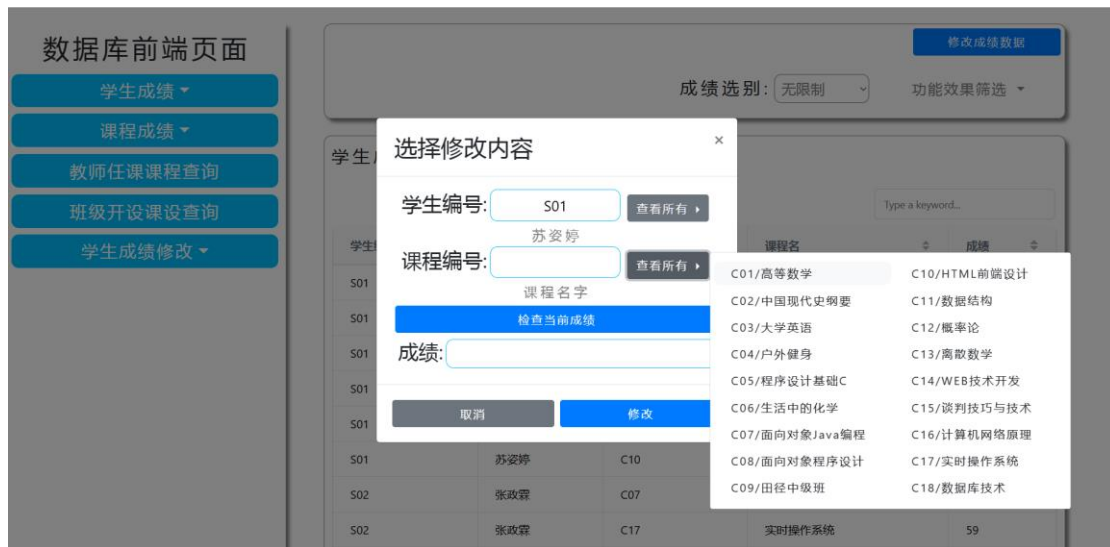 数据库前端页面
学生成绩
课程成绩
教师任课课程查询
班级开设课设查询
学生成绩修改
修改成绩数据
成绩选别: 无限制
功能效果筛选
学生
Type a keyword...
选择修改内容 ×
学生编号: S01 查看所有
苏姿婷
课程编号: 查看所有
课程名字
检查当前成绩
成绩:
取消 修改
C01/高等数学 C10/HTML前端设计
C02/中国现代史纲要 C11/数据结构
C03/大学英语 C12/概率论
C04/户外健身 C13/离散数学
C05/程序设计基础C C14/WEB技术开发
C06/生活中的化学 C15/谈判技巧与技术
C07/面向对象Java编程 C16/计算机网络原理
C08/面向对象程序设计 C17/实时操作系统
C09/田径中级班 C18/数据库技术
学生 课程名 成绩
S01
S01
S01
S01
S01
S01 苏姿婷 C10
S02 张政霖 C07
S02 张政霖 C17 实时操作系统 59